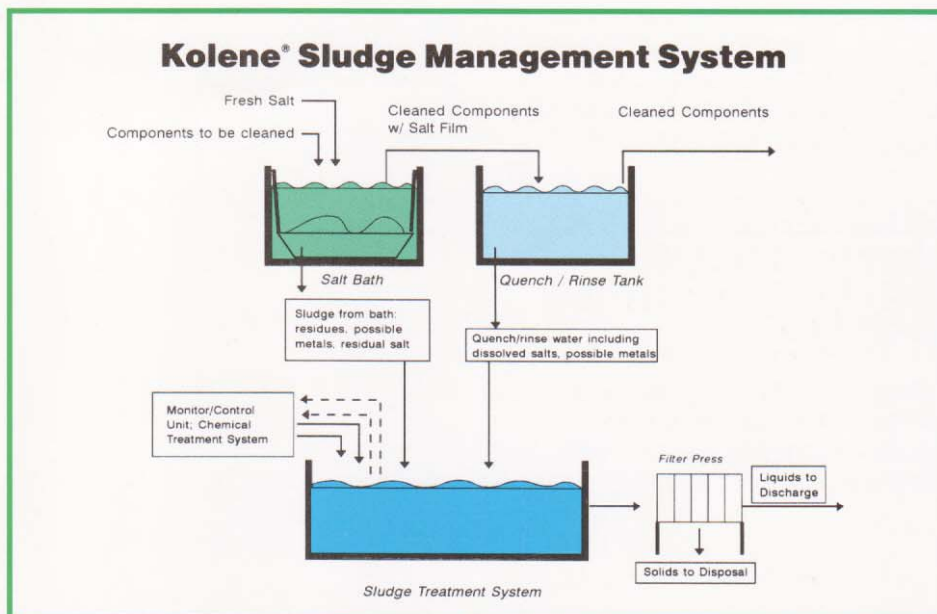 Kolene® Sludge Management System
Fresh Salt
Components to be cleaned
Cleaned Components
w/ Salt Film
Cleaned Components
Salt Bath
Quench / Rinse Tank
Sludge from bath:
residues, possible
metals, residual salt
Quench/rinse water including
dissolved salts, possible metals
Monitor/Control
Unit; Chemical
Treatment System
Filter Press
Liquids to
Discharge
Solids to Disposal
Sludge Treatment System